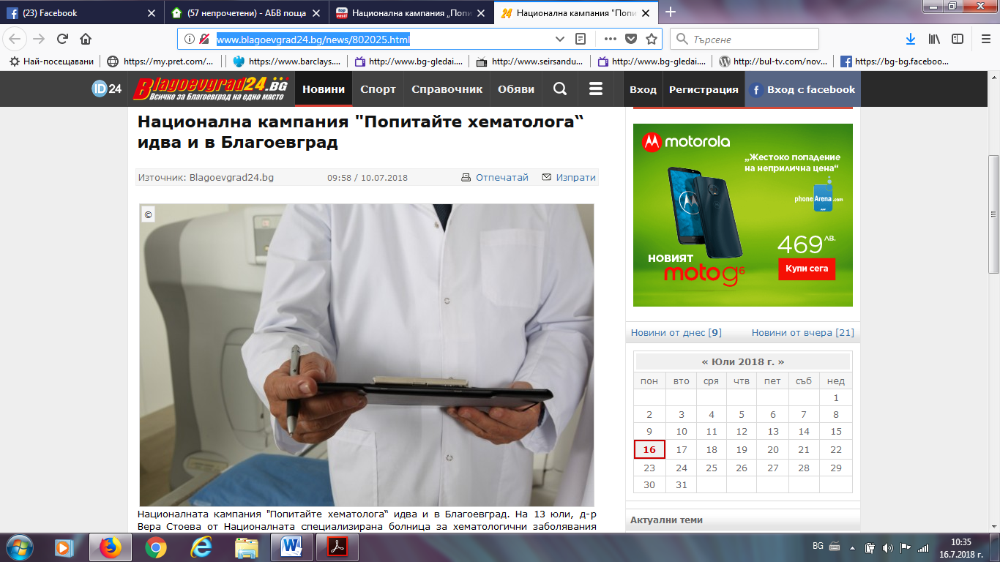 (23) Facebook
(57 непрочетени) - АБВ поща
top vesti
Национална кампания „Попи
24
Национална кампания "Попит
www.blagoevgrad24.bg/news/802025.html
Търсене
Най-посещавани
https://my.pret.com/...
https://www.barclays....
http://www.bg-gledai....
http://www.seirsandu...
http://www.bg-gledai....
http://bul-tv.com/nov...
https://bg-bg.faceboo...
ID 24
Blagoevgrad24.BG
Всичко за Благоевград на едно място
Новини
Спорт
Справочник
Обяви
Вход
Регистрация
Вход с facebook
Национална кампания "Попитайте хематолога“
идва и в Благоевград
Източник: Blagoevgrad24.bg
09:58 / 10.07.2018
Отпечатай
Изпрати
©
Националната кампания "Попитайте хематолога“ идва и в Благоевград. На 13 юли, д-р
Вера Стоева от Националната специализирана болница за хематологични заболявания
motorola
„Жестоко попадение
на неприлична цена“
phoneArena.com
469 лв.
НОВИЯТ
moto g6
Купи сега
Новини от днес [9]
Новини от вчера [21]
« Юли 2018 г. »
пон вто сря чтв пет съб нед
1
2 3 4 5 6 7 8
9 10 11 12 13 14 15
16 17 18 19 20 21 22
23 24 25 26 27 28 29
30 31
Актуални теми
BG
10:35
16.7.2018 г.